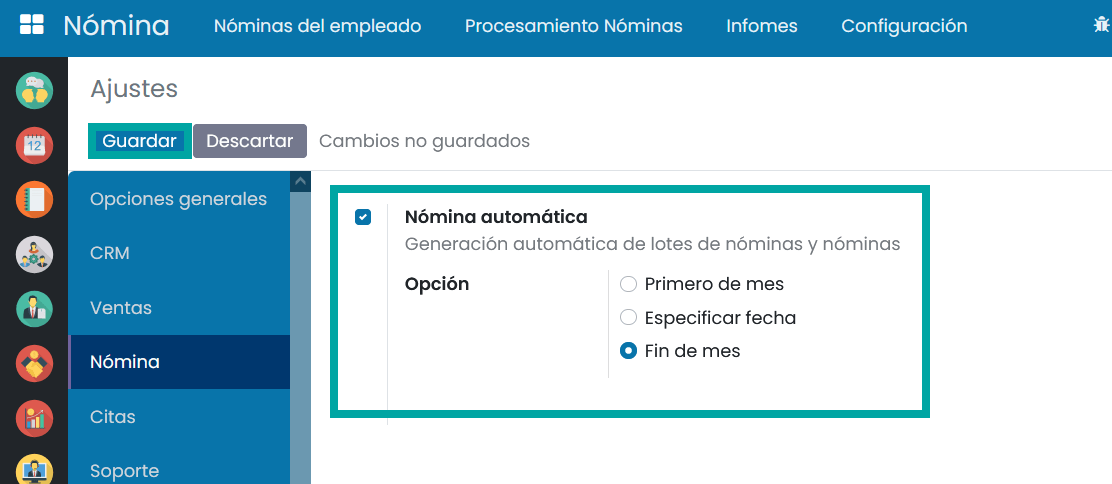 Nómina Nóminas del empleado Procesamiento Nóminas Infomes Configuración
Ajustes
Guardar Descartar Cambios no guardados
12
Opciones generales
CRM
Ventas
Nómina
Citas
Soporte
Nómina automática
Generación automática de lotes de nóminas y nóminas
Opción
Primero de mes
Especificar fecha
Fin de mes